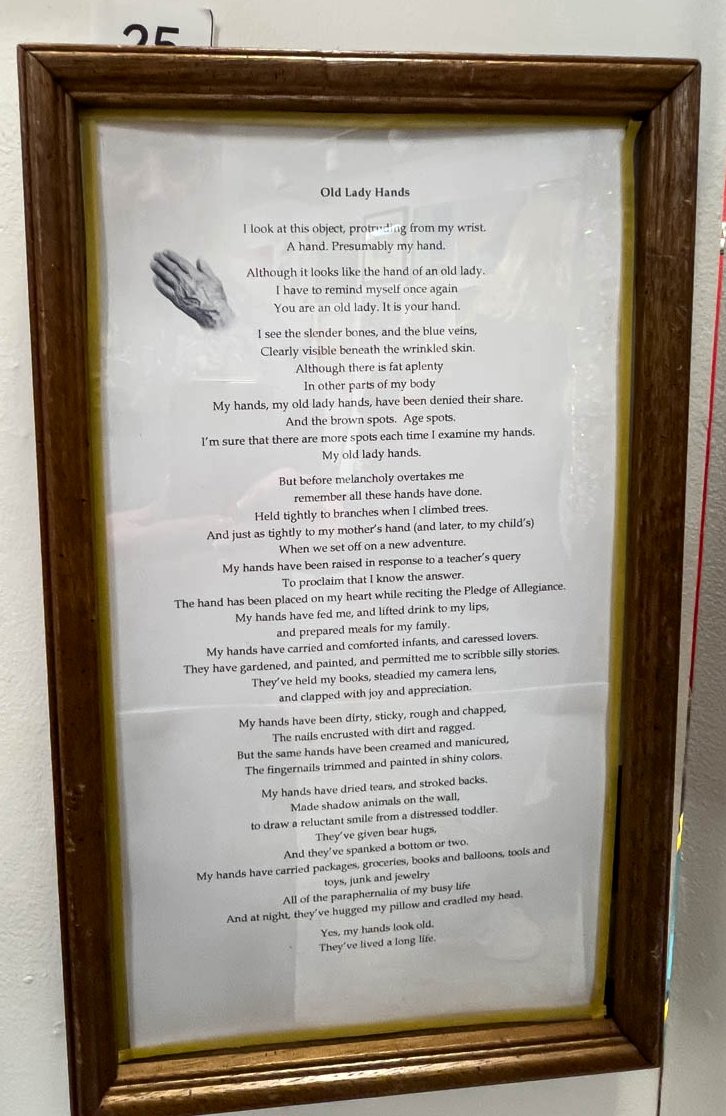 25
Old Lady Hands
I look at this object, protruding from my wrist.
A hand. Presumably my hand.
Although it looks like the hand of an old lady.
I have to remind myself once again
You are an old lady. It is your hand.
I see the slender bones, and the blue veins,
Clearly visible beneath the wrinkled skin.
Although there is fat aplenty
In other parts of my body
My hands, my old lady hands, have been denied their share.
And the brown spots. Age spots.
I'm sure that there are more spots each time I examine my hands.
My old lady hands.
But before melancholy overtakes me
remember all these hands have done.
Held tightly to branches when I climbed trees.
And just as tightly to my mother's hand (and later, to my child's)
When we set off on a new adventure.
My hands have been raised in response to a teacher's query
To proclaim that I know the answer.
The hand has been placed on my heart while reciting the Pledge of Allegiance.
My hands have fed me, and lifted drink to my lips,
and prepared meals for my family.
My hands have carried and comforted infants, and caressed lovers.
They have gardened, and painted, and permitted me to scribble silly stories.
They've held my books, steadied my camera lens,
and clapped with joy and appreciation.
My hands have been dirty, sticky, rough and chapped,
The nails encrusted with dirt and ragged.
But the same hands have been creamed and manicured,
The fingernails trimmed and painted in shiny colors.
My hands have dried tears, and stroked backs.
Made shadow animals on the wall,
to draw a reluctant smile from a distressed toddler.
They've given bear hugs,
And they've spanked a bottom or two.
My hands have carried packages, groceries, books and balloons, tools and
toys, junk and jewelry
All of the paraphernalia of my busy life
And at night, they've hugged my pillow and cradled my head.
Yes, my hands look old.
They've lived a long life.